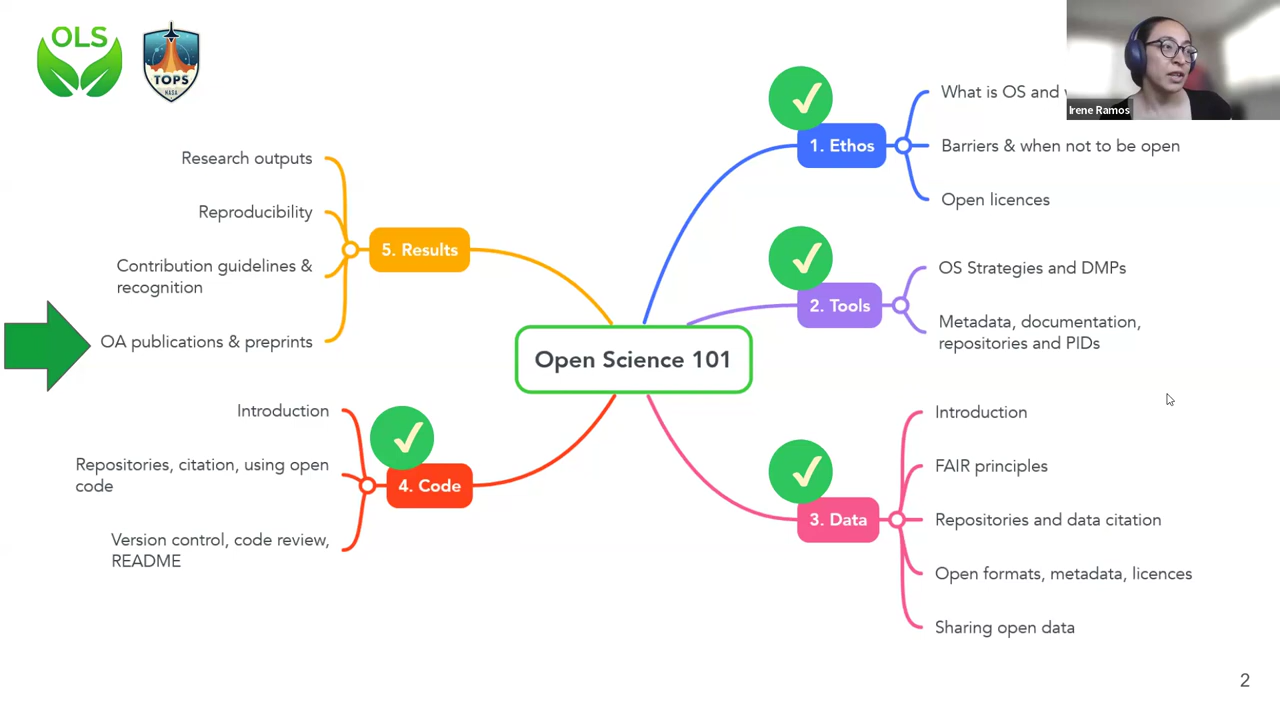 OLS
TOPS
NASA
Irene Ramos
Open Science 101
1. Ethos
What is OS and
Barriers & when not to be open
Open licences
2. Tools
OS Strategies and DMPs
Metadata, documentation,
repositories and PIDs
3. Data
Introduction
FAIR principles
Repositories and data citation
Open formats, metadata, licences
Sharing open data
4. Code
Introduction
Repositories, citation, using open
code
Version control, code review,
README
5. Results
Research outputs
Reproducibility
Contribution guidelines &
recognition
OA publications & preprints
2